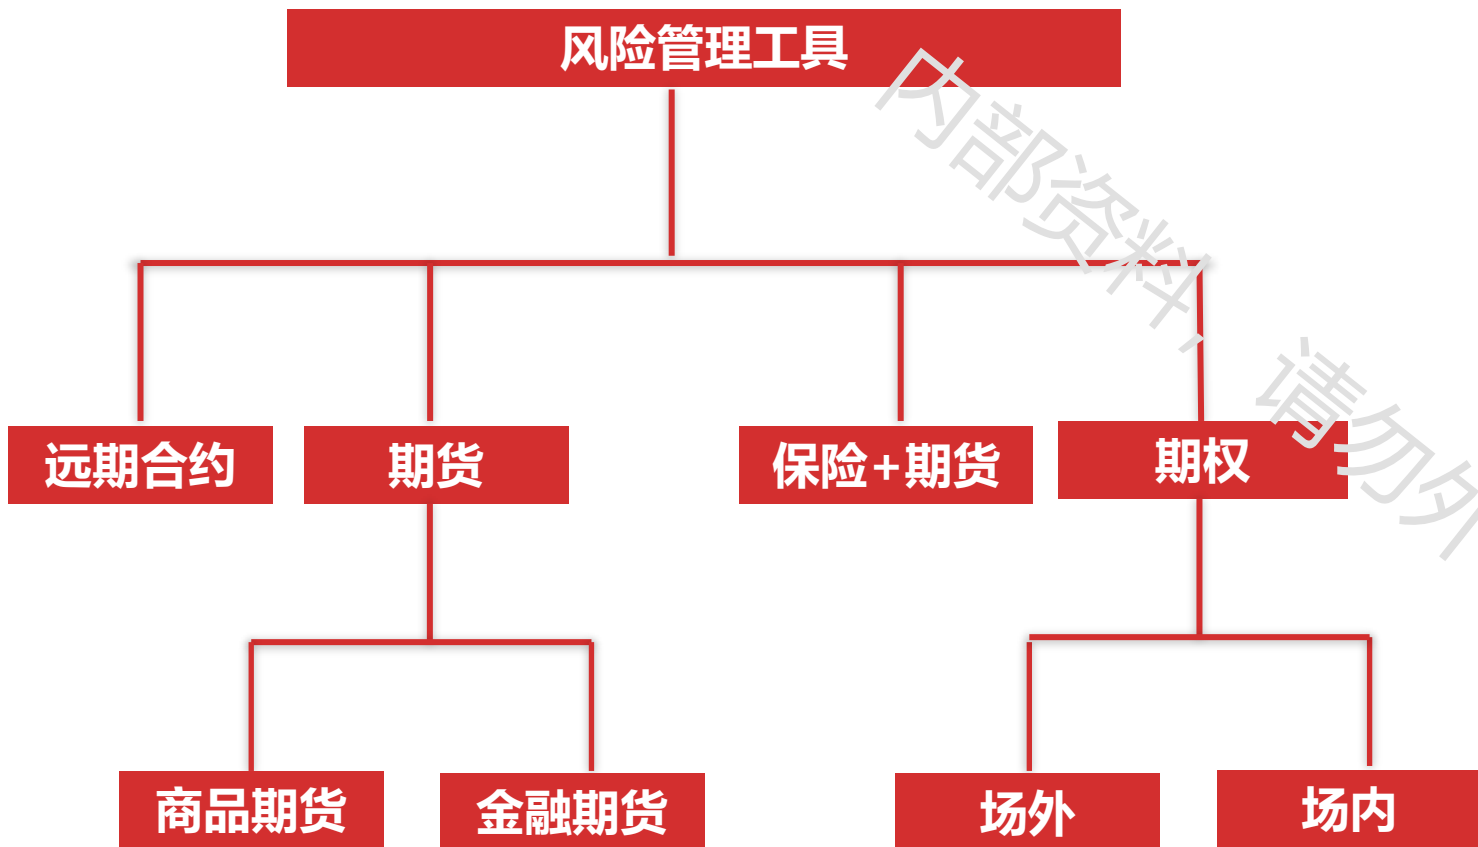 风险管理工具
内部资料，请勿外
远期合约
期货
保险+期货
期权
商品期货
金融期货
场外
场内